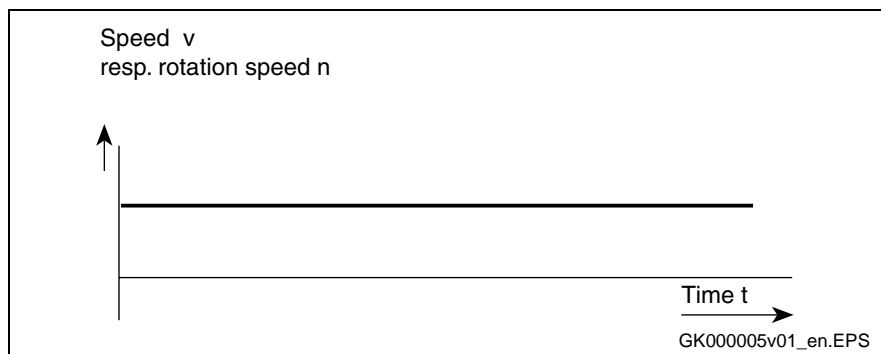 Speed v
resp. rotation speed n
Time t
GK000005v01_en.EPS